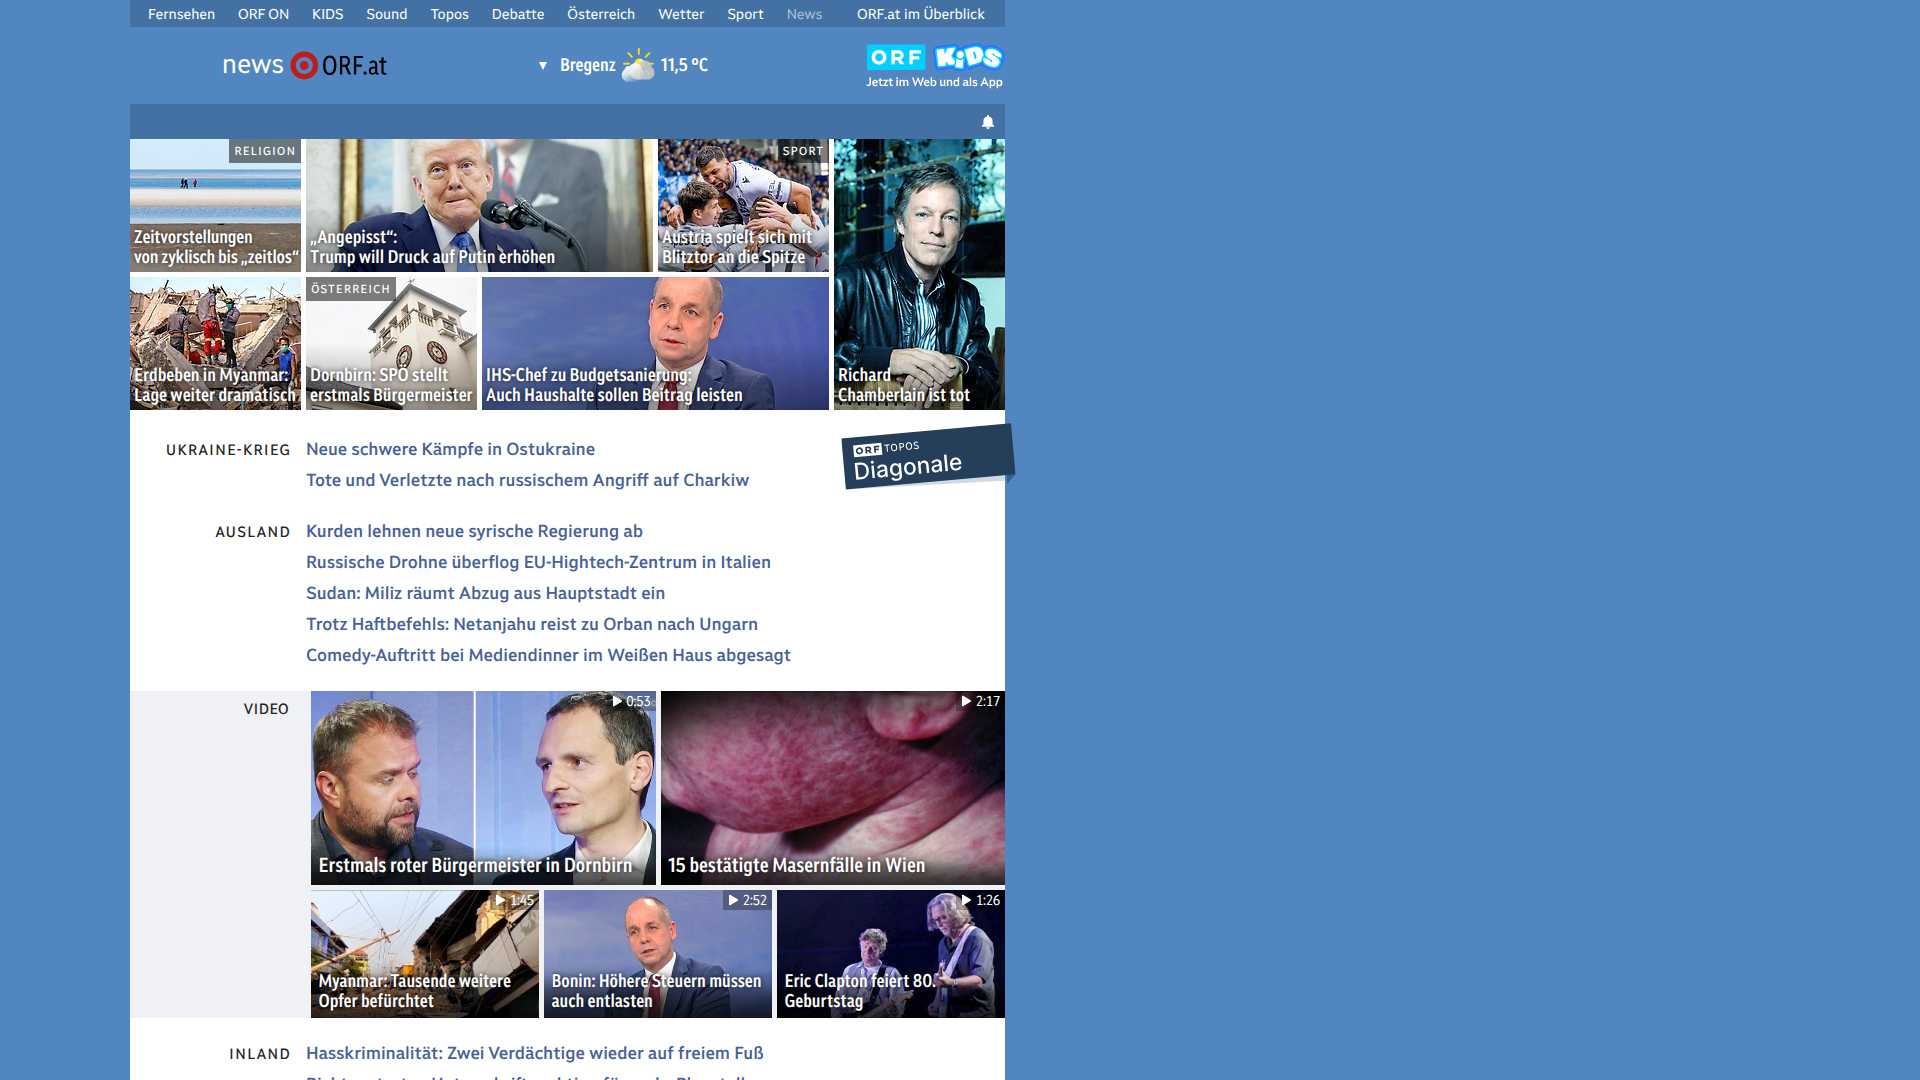 Fernsehen ORF ON KIDS Sound Topos Debatte Österreich Wetter Sport News ORF.at im Überblick
news ORF.at
Bregenz 11,5 °C
ORF KiDS
Jetzt im Web und als App
RELIGION
Zeitvorstellungen
von zyklisch bis „zeitlos“
„Angepisst“:
Trump will Druck auf Putin erhöhen
SPORT
Austria spielt sich mit
Blitztor an die Spitze
Richard
Chamberlain ist tot
Erdbeben in Myanmar:
Lage weiter dramatisch
ÖSTERREICH
Dornbirn: SPÖ stellt
erstmals Bürgermeister
IHS-Chef zu Budgetsanierung:
Auch Haushalte sollen Beitrag leisten
UKRAINE-KRIEG
Neue schwere Kämpfe in Ostukraine
Tote und Verletzte nach russischem Angriff auf Charkiw
ORF TOPOS
Diagonale
AUSLAND
Kurden lehnen neue syrische Regierung ab
Russische Drohne überflog EU-Hightech-Zentrum in Italien
Sudan: Miliz räumt Abzug aus Hauptstadt ein
Trotz Haftbefehls: Netanjahu reist zu Orban nach Ungarn
Comedy-Auftritt bei Mediendinner im Weißen Haus abgesagt
VIDEO
0:53
Erstmals roter Bürgermeister in Dornbirn
2:17
15 bestätigte Masernfälle in Wien
1:45
Myanmar: Tausende weitere
Opfer befürchtet
2:52
Bonin: Höhere Steuern müssen
auch entlasten
1:26
Eric Clapton feiert 80.
Geburtstag
INLAND
Hasskriminalität: Zwei Verdächtige wieder auf freiem Fuß